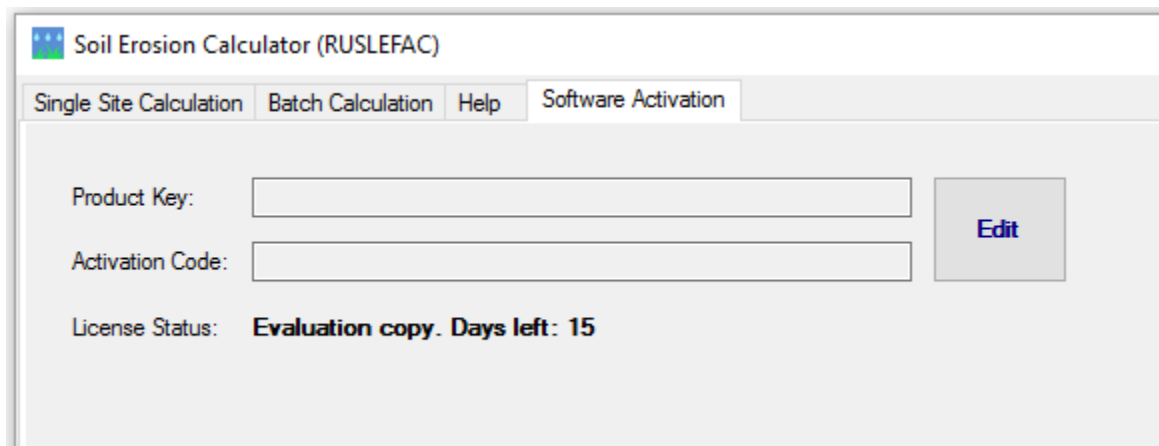 Soil Erosion Calculator (RUSLEFAC)
Single Site Calculation Batch Calculation Help Software Activation
Product Key:
Edit
Activation Code:
License Status: Evaluation copy. Days left: 15